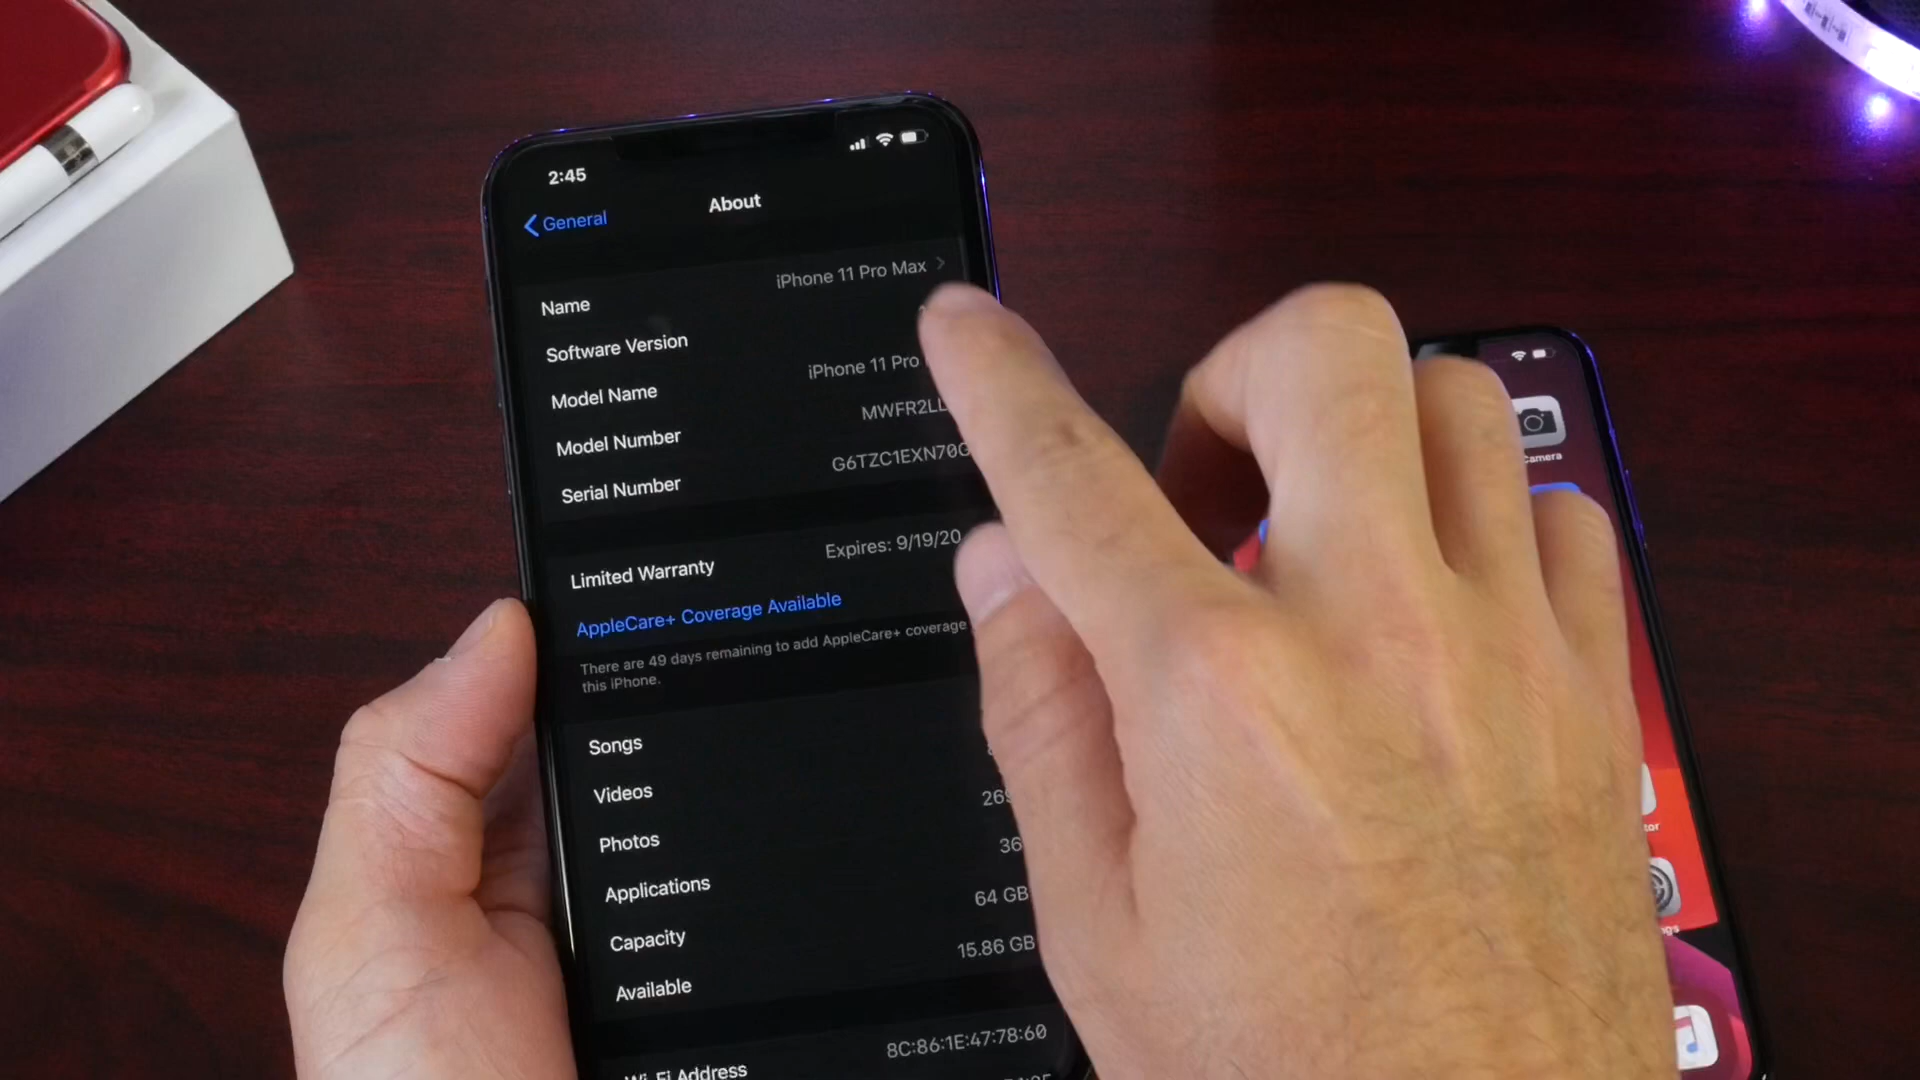 2:45
General
About
Name iPhone 11 Pro Max
Software Version
Model Name iPhone 11 Pro
Model Number MWFR2LL
Serial Number G6TZC1EXN70G
Limited Warranty Expires: 9/19/20
AppleCare+ Coverage Available
There are 49 days remaining to add AppleCare+ coverage
this iPhone.
Songs
Videos
Photos 269
Applications 36
Capacity 64 GB
Available 15.86 GB
Wi-Fi Address 8C:86:1E:47:78:60
Camera